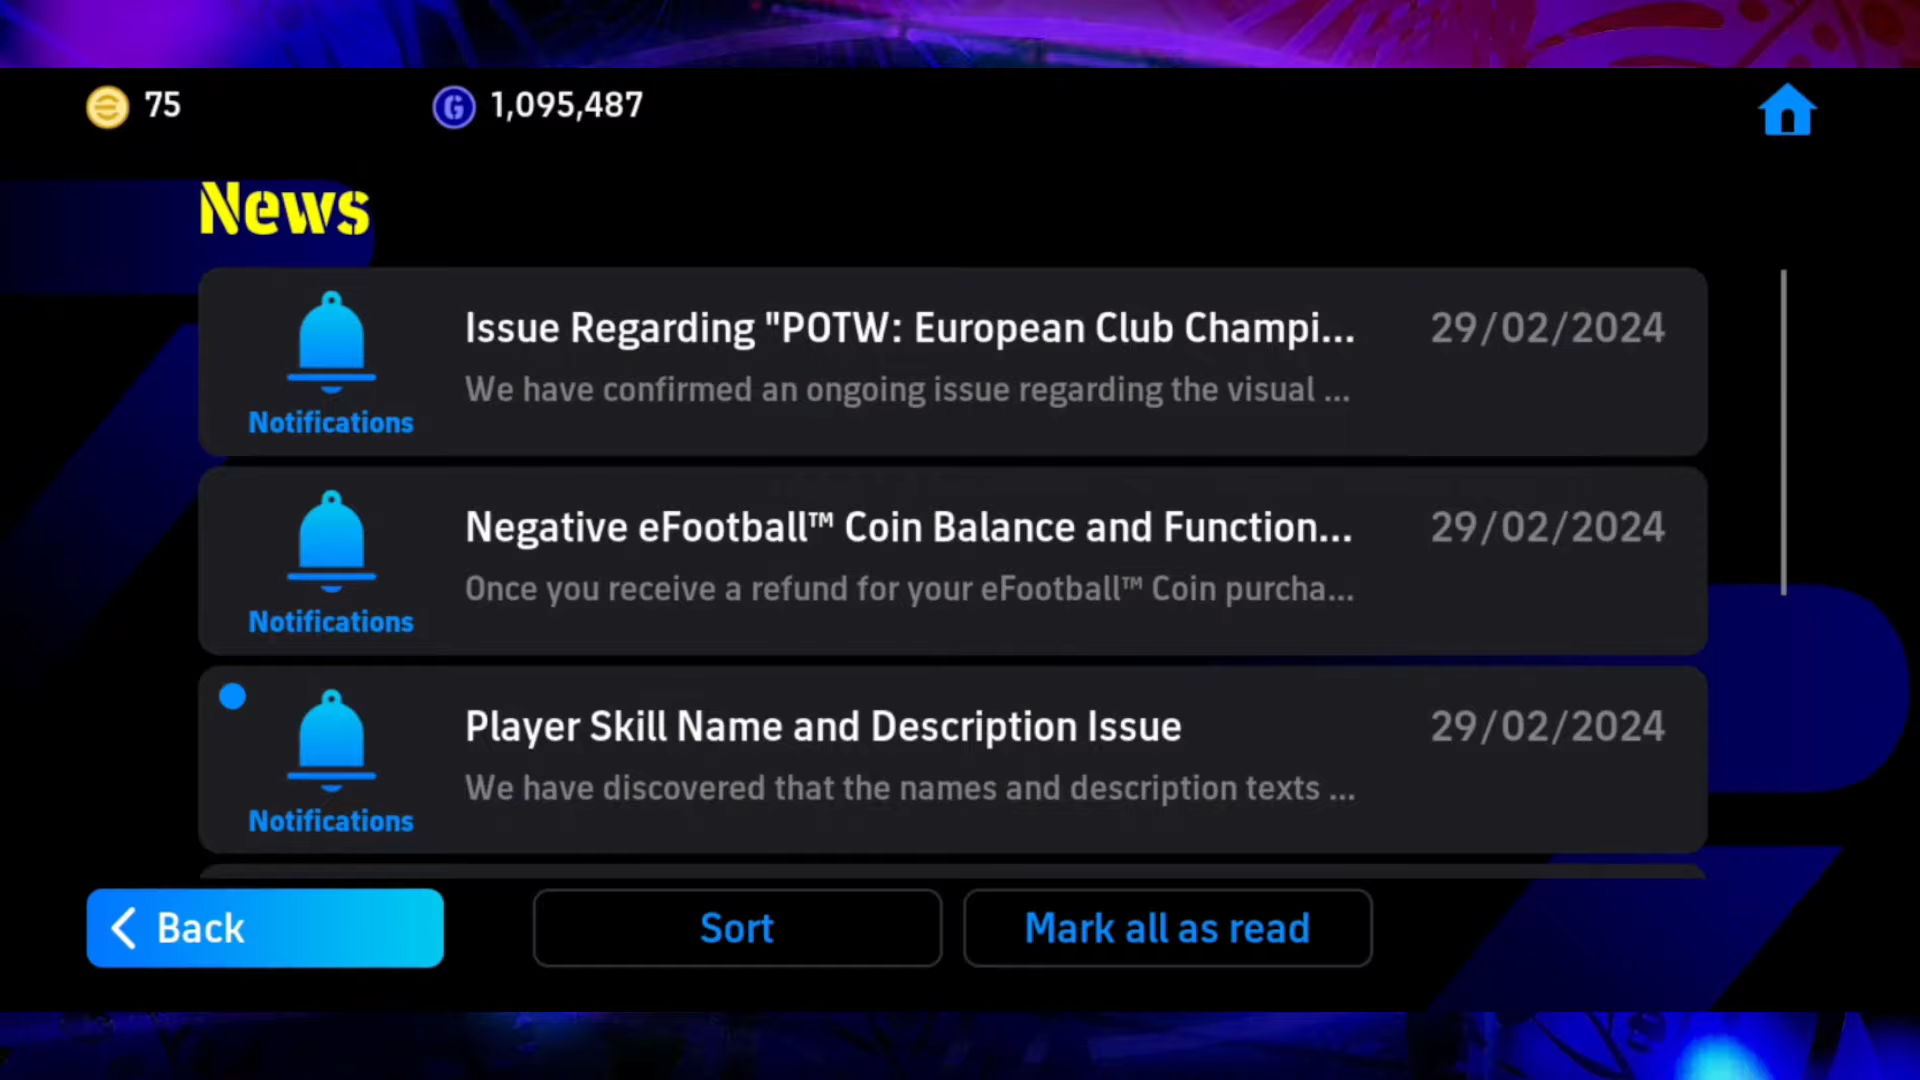 75
1,095,487
News
Issue Regarding "POTW: European Club Champi...
29/02/2024
We have confirmed an ongoing issue regarding the visual ...
Notifications
Negative eFootball™ Coin Balance and Function...
29/02/2024
Once you receive a refund for your eFootball™ Coin purcha...
Notifications
Player Skill Name and Description Issue
29/02/2024
We have discovered that the names and description texts ...
Notifications
Back
Sort
Mark all as read